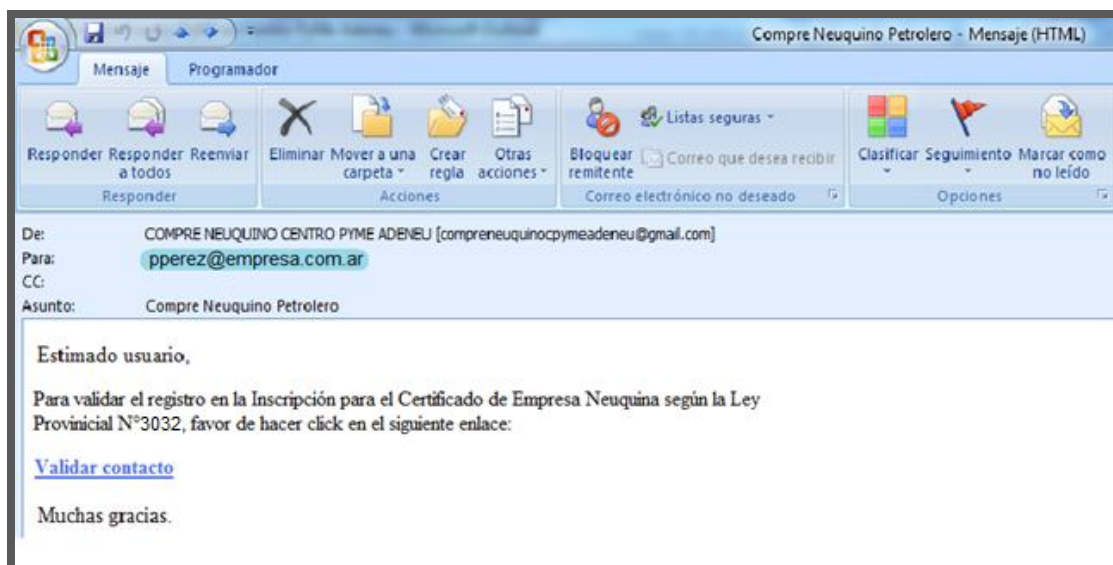 Compre Neuquino Petrolero - Mensaje (HTML)
Mensaje Programador
Responder Responder a todos Reenviar Eliminar Mover a una carpeta Crear regla Otras acciones Bloquear remitente Listas seguras Correo que desea recibir Clasificar Seguimiento Marcar como no leído
Responder Acciones Correo electrónico no deseado Opciones
De: COMPRE NEUQUINO CENTRO PYME ADENEU [compreneuquinocpymeadeneu@gmail.com]
Para: pperez@empresa.com.ar
CC:
Asunto: Compre Neuquino Petrolero
Estimado usuario,
Para validar el registro en la Inscripción para el Certificado de Empresa Neuquina según la Ley
Provinicial N°3032, favor de hacer click en el siguiente enlace:
Validar contacto
Muchas gracias.